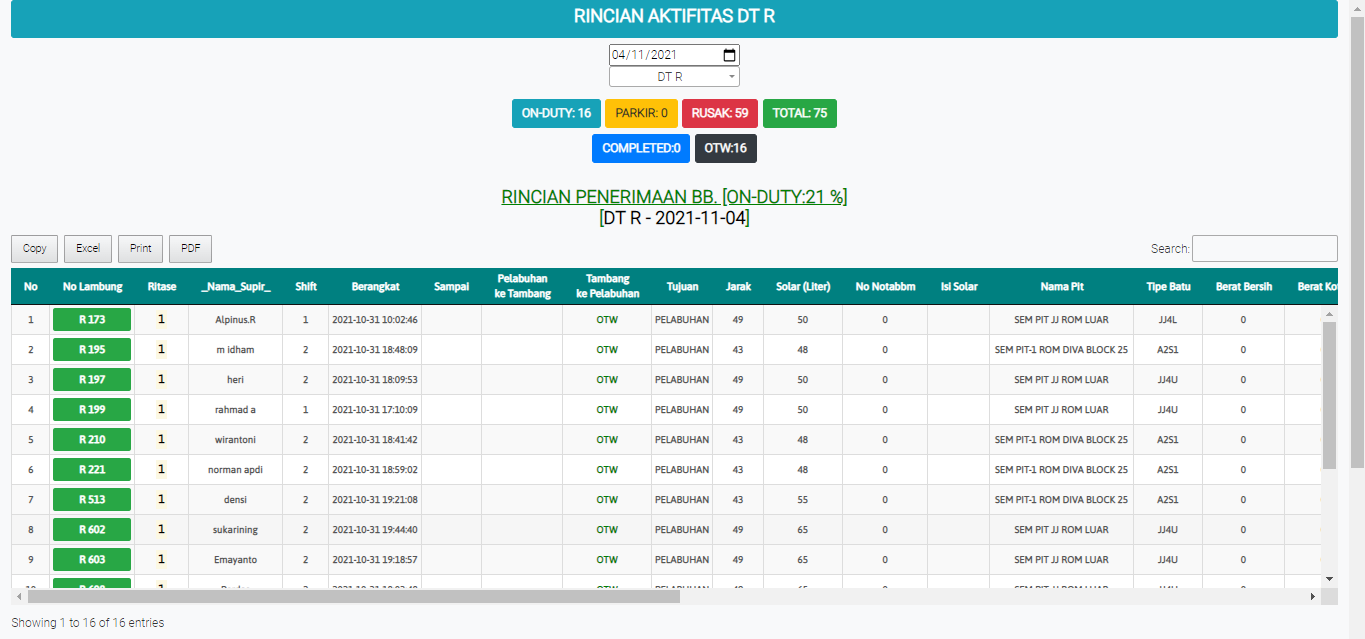 RINCIAN AKTIFITAS DT R
04/11/2021
DT R
ON-DUTY: 16 PARKIR: 0 RUSAK: 59 TOTAL: 75
COMPLETED:0 OTW:16
RINCIAN PENERIMAAN BB. [ON-DUTY:21 %]
[DT R - 2021-11-04]
Copy Excel Print PDF Search:
No No Lambung Ritase _Nama_Supir_ Shift Berangkat Sampai Pelabuhan ke Tambang Tambang ke Pelabuhan Tujuan Jarak Solar (Liter) No Notabbm Isi Solar Nama Pit Tipe Batu Berat Bersih Berat Ko
1 R 173 1 Alpinus.R 1 2021-10-31 10:02:46 OTW PELABUHAN 49 50 0 SEM PIT JJ ROM LUAR JJ4L 0
2 R 195 1 m idham 2 2021-10-31 18:48:09 OTW PELABUHAN 43 48 0 SEM PIT-1 ROM DIVA BLOCK 25 A2S1 0
3 R 197 1 heri 2 2021-10-31 18:09:53 OTW PELABUHAN 49 50 0 SEM PIT JJ ROM LUAR JJ4U 0
4 R 199 1 rahmad a 1 2021-10-31 17:10:09 OTW PELABUHAN 49 50 0 SEM PIT JJ ROM LUAR JJ4U 0
5 R 210 1 wirantoni 2 2021-10-31 18:41:42 OTW PELABUHAN 43 48 0 SEM PIT-1 ROM DIVA BLOCK 25 A2S1 0
6 R 221 1 norman apdi 2 2021-10-31 18:59:02 OTW PELABUHAN 43 48 0 SEM PIT-1 ROM DIVA BLOCK 25 A2S1 0
7 R 513 1 densi 2 2021-10-31 19:21:08 OTW PELABUHAN 43 55 0 SEM PIT-1 ROM DIVA BLOCK 25 A2S1 0
8 R 602 1 sukarining 2 2021-10-31 19:44:40 OTW PELABUHAN 49 65 0 SEM PIT JJ ROM LUAR JJ4U 0
9 R 603 1 Emayanto 2 2021-10-31 19:18:57 OTW PELABUHAN 49 65 0 SEM PIT JJ ROM LUAR JJ4U 0
Showing 1 to 16 of 16 entries